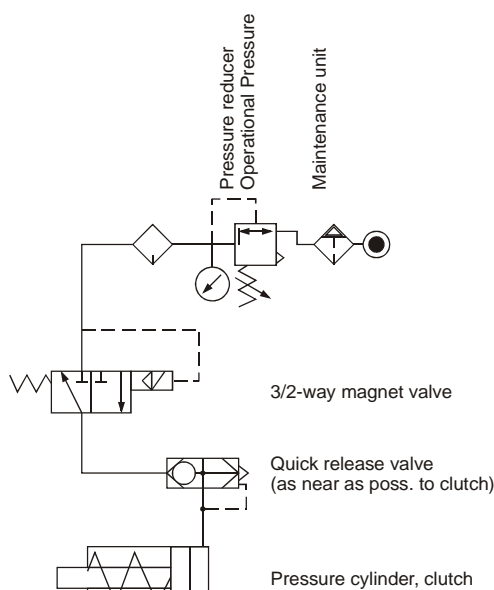 Pressure reducer
Operational Pressure
Maintenance unit
3/2-way magnet valve
Quick release valve
(as near as poss. to clutch)
Pressure cylinder, clutch